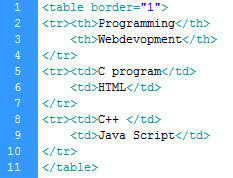 1 <table border="1">
2 <tr><th>Programming</th>
3 <th>Webdevopment</th>
4 </tr>
5 <tr><td>C program</td>
6 <td>HTML</td>
7 </tr>
8 <tr><td>C++ </td>
9 <td>Java Script</td>
10 </tr>
11 </table>